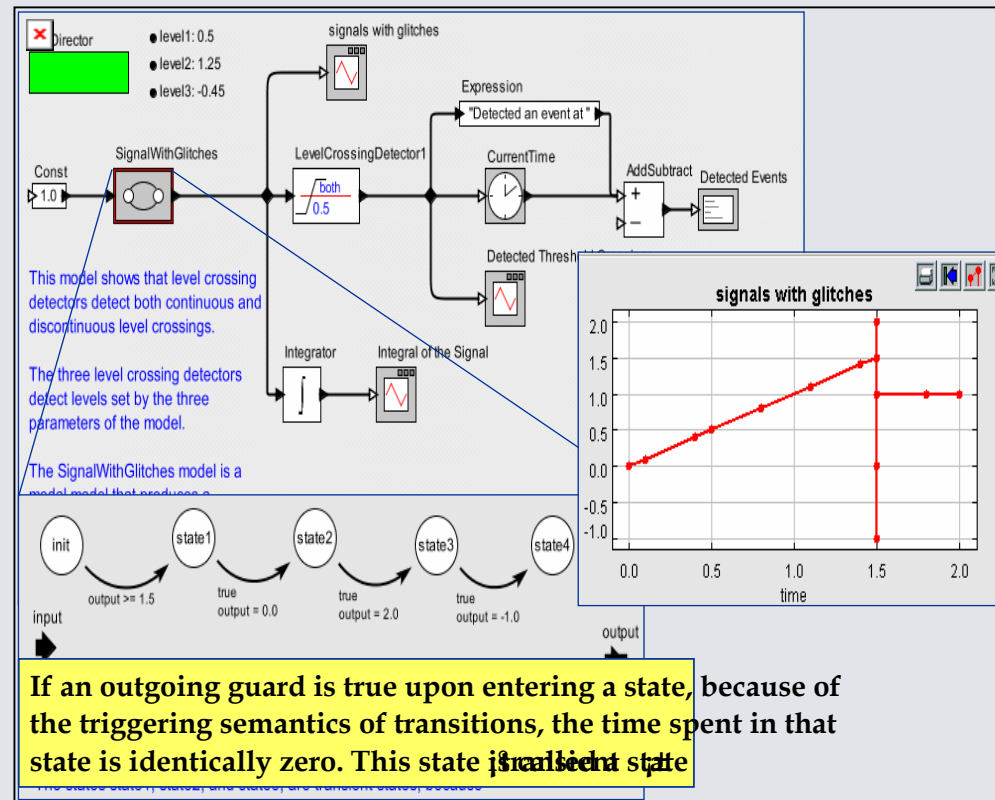 Director
level1: 0.5
level2: 1.25
level3: -0.45
signals with glitches
Expression
"Detected an event at "
SignalWithGlitches
LevelCrossingDetector1
CurrentTime
AddSubtract
Detected Events
Const
1.0
both
0.5
+
–
This model shows that level crossing
detectors detect both continuous and
discontinuous level crossings.
Detected
Integrator
Integral of the Signal
The three level crossing detectors
detect levels set by the three
parameters of the model.
The SignalWithGlitches model is a
signals with glitches
2.0
1.5
1.0
0.5
0.0
-0.5
-1.0
0.0 0.5 1.0 1.5 2.0
time
init
state1
state2
state3
state4
output >= 1.5
true
output = 0.0
true
output = 2.0
true
output = -1.0
input
output
If an outgoing guard is true upon entering a state, because of
the triggering semantics of transitions, the time spent in that
state is identically zero. This state state